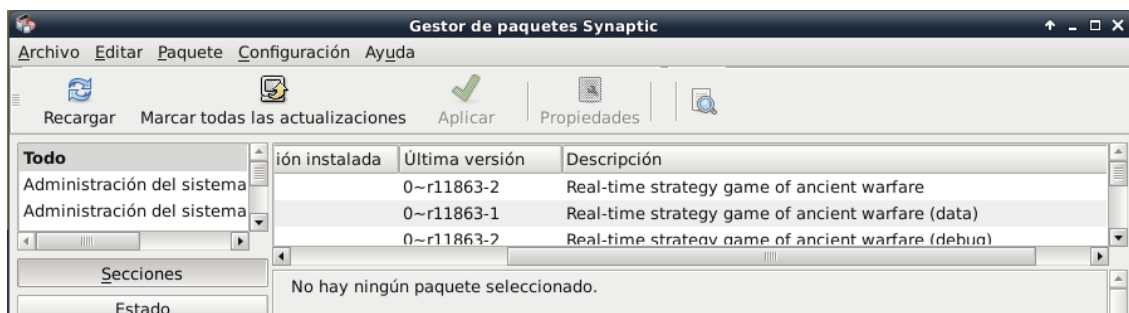 Gestor de paquetes Synaptic
Archivo Editar Paquete Configuración Ayuda
Recargar Marcar todas las actualizaciones Aplicar Propiedades
Todo
Administración del sistema
Administración del sistema
Secciones
Estado
ión instalada Última versión Descripción
0~r11863-2 Real-time strategy game of ancient warfare
0~r11863-1 Real-time strategy game of ancient warfare (data)
0~r11863-2 Real-time strategy game of ancient warfare (debug)
No hay ningún paquete seleccionado.